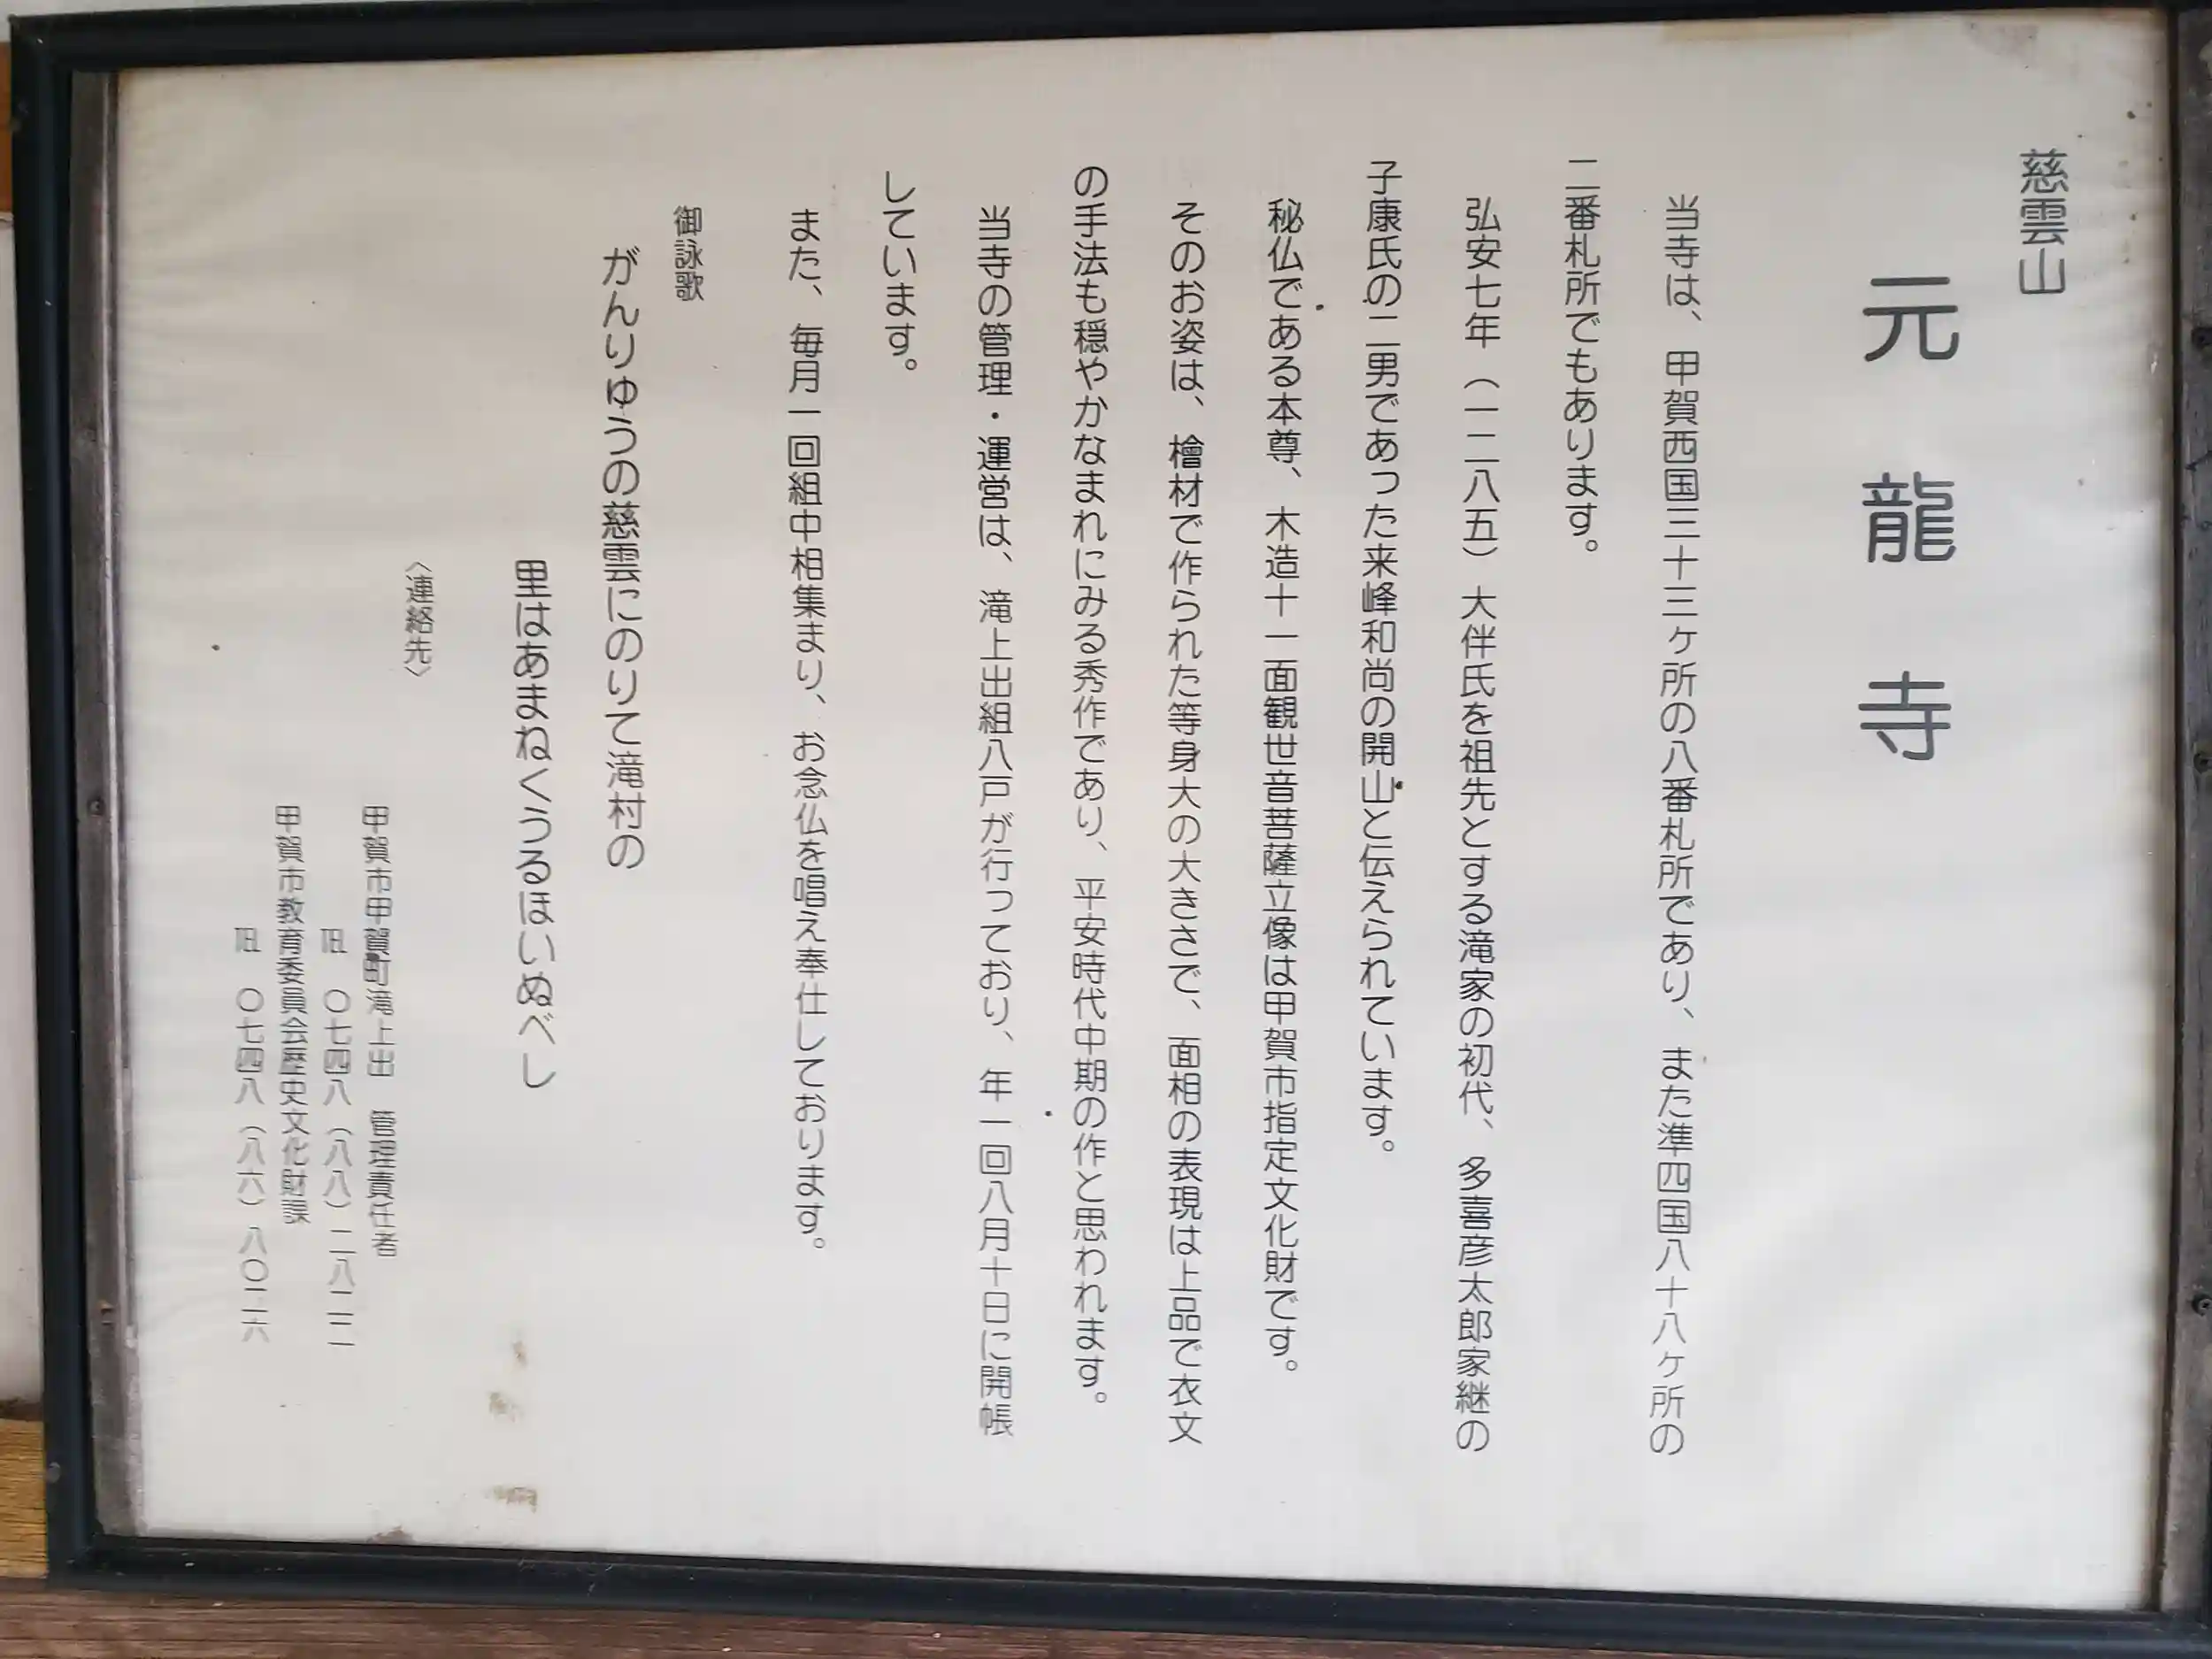 慈雲山
元龍寺
当寺は、甲賀西国三十三ヶ所の八番札所であり、また準四国八十八ヶ所の
二番札所でもあります。
弘安七年（一二八五）大伴氏を祖先とする滝家の初代、多喜彦太郎家継の
子康氏の二男であった来峰和尚の開山と伝えられています。
秘仏である本尊、木造十一面観世音菩薩立像は甲賀市指定文化財です。
そのお姿は、檜材で作られた等身大の大きさで、面相の表現は上品で衣文
の手法も穏やかなまれにみる秀作であり、平安時代中期の作と思われます。
当寺の管理・運営は、滝上出組八戸が行っており、年一回八月十日に開帳
しています。
また、毎月一回組中相集まり、お念仏を唱え奉仕しております。
御詠歌
がんりゅうの慈雲にのりて滝村の
里はあまねくうるほいぬべし
〈連絡先〉
甲賀市甲賀町滝上出　管理責任者
℡　〇七四八（八八）二八二二
甲賀市教育委員会歴史文化財課
℡　〇七四八（八六）八〇二六